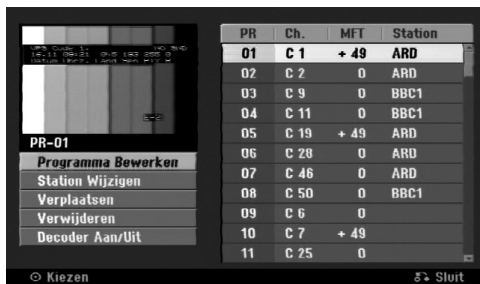 PR-01
Programma Bewerken
Station Wijzigen
Verplaatsen
Verwijderen
Decoder Aan/Uit
PR Ch. MFT Station
01 C 1 + 49 ARD
02 C 2 0 ARD
03 C 9 0 BBC1
04 C 11 0 BBC1
05 C 19 + 49 ARD
06 C 28 0 ARD
07 C 46 0 ARD
08 C 50 0 BBC1
09 C 6 0
10 C 7 + 49
11 C 25 0
Kiezen
Sluit